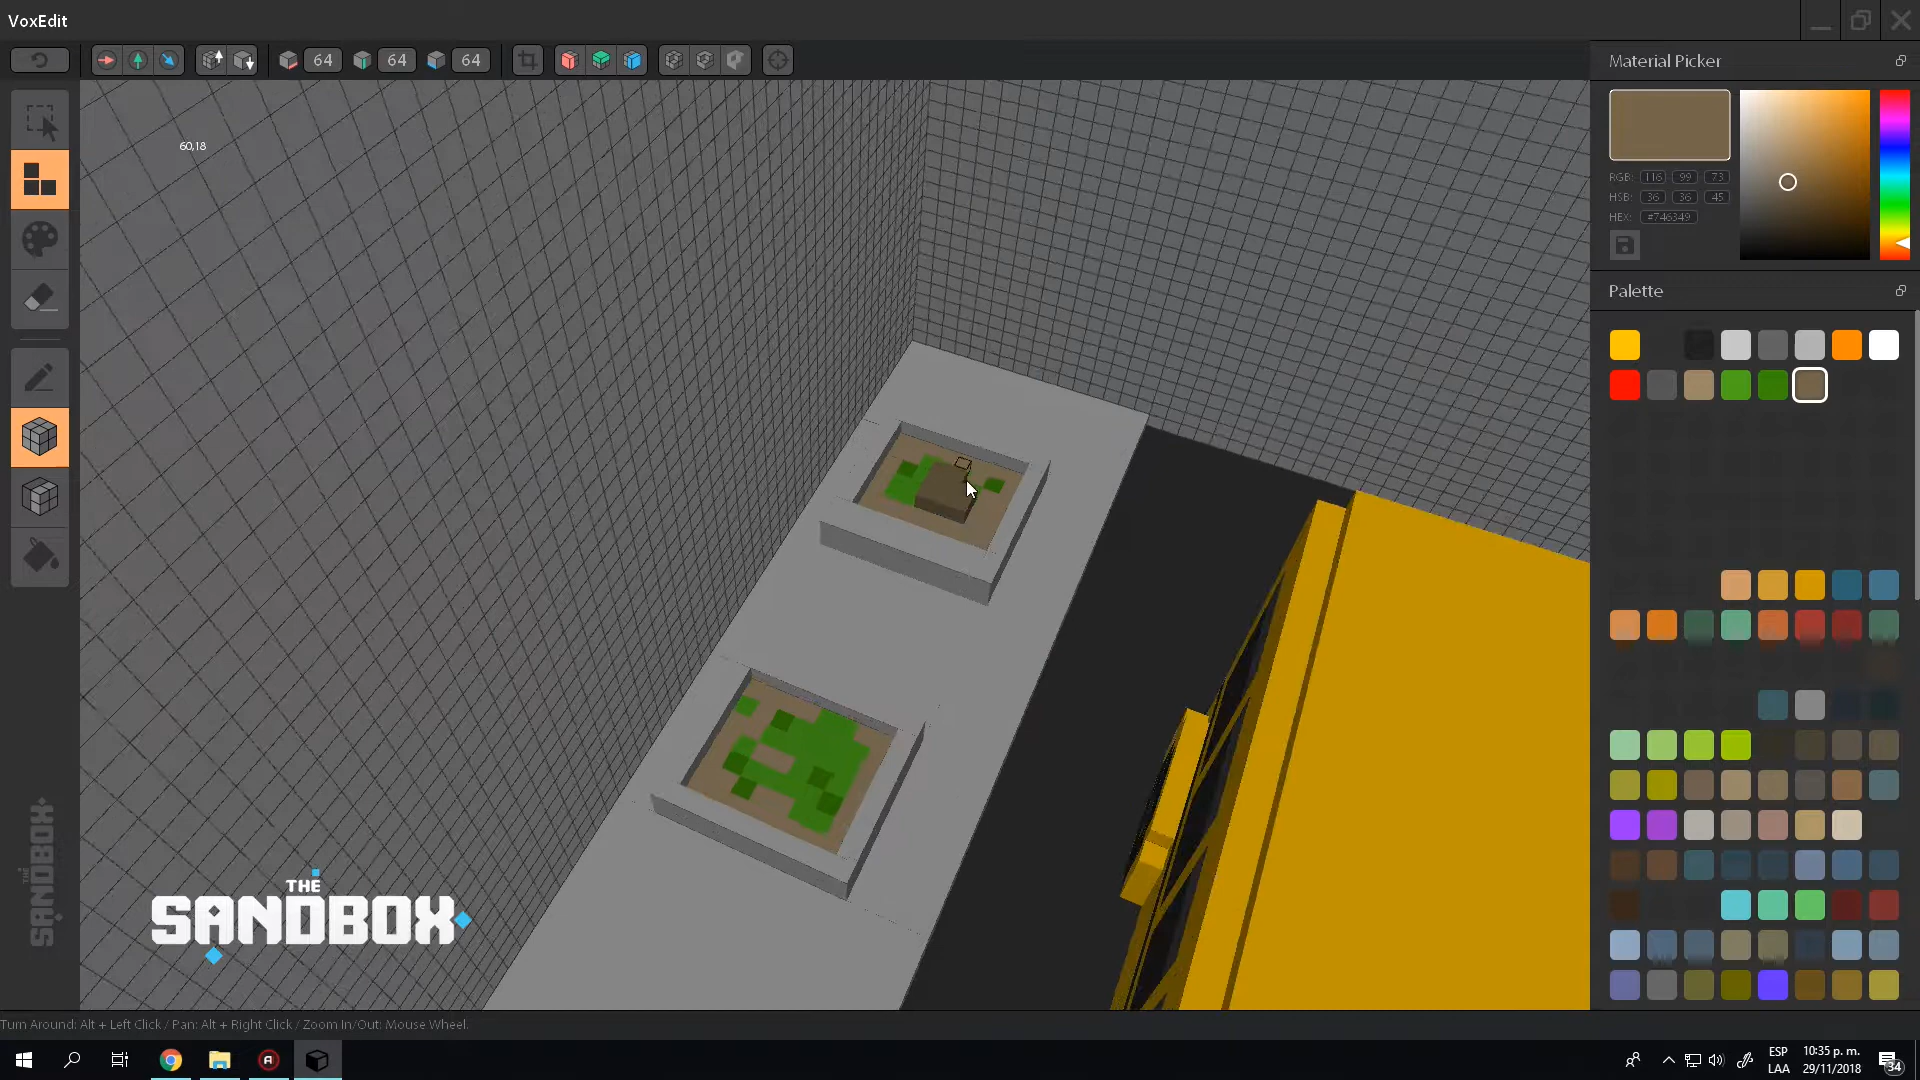 VoxEdit
64
64
64
Material Picker
60,18
RGB: 116 99 73
HSB: 36 36 45
HEX: #746349
Palette
THE
SANDBOX
THE
SANDBOX
Turn Around: Alt + Left Click / Pan: Alt + Right Click / Zoom In/Out: Mouse Wheel.
ESP
LAA
10:35 p. m.
29/11/2018
34